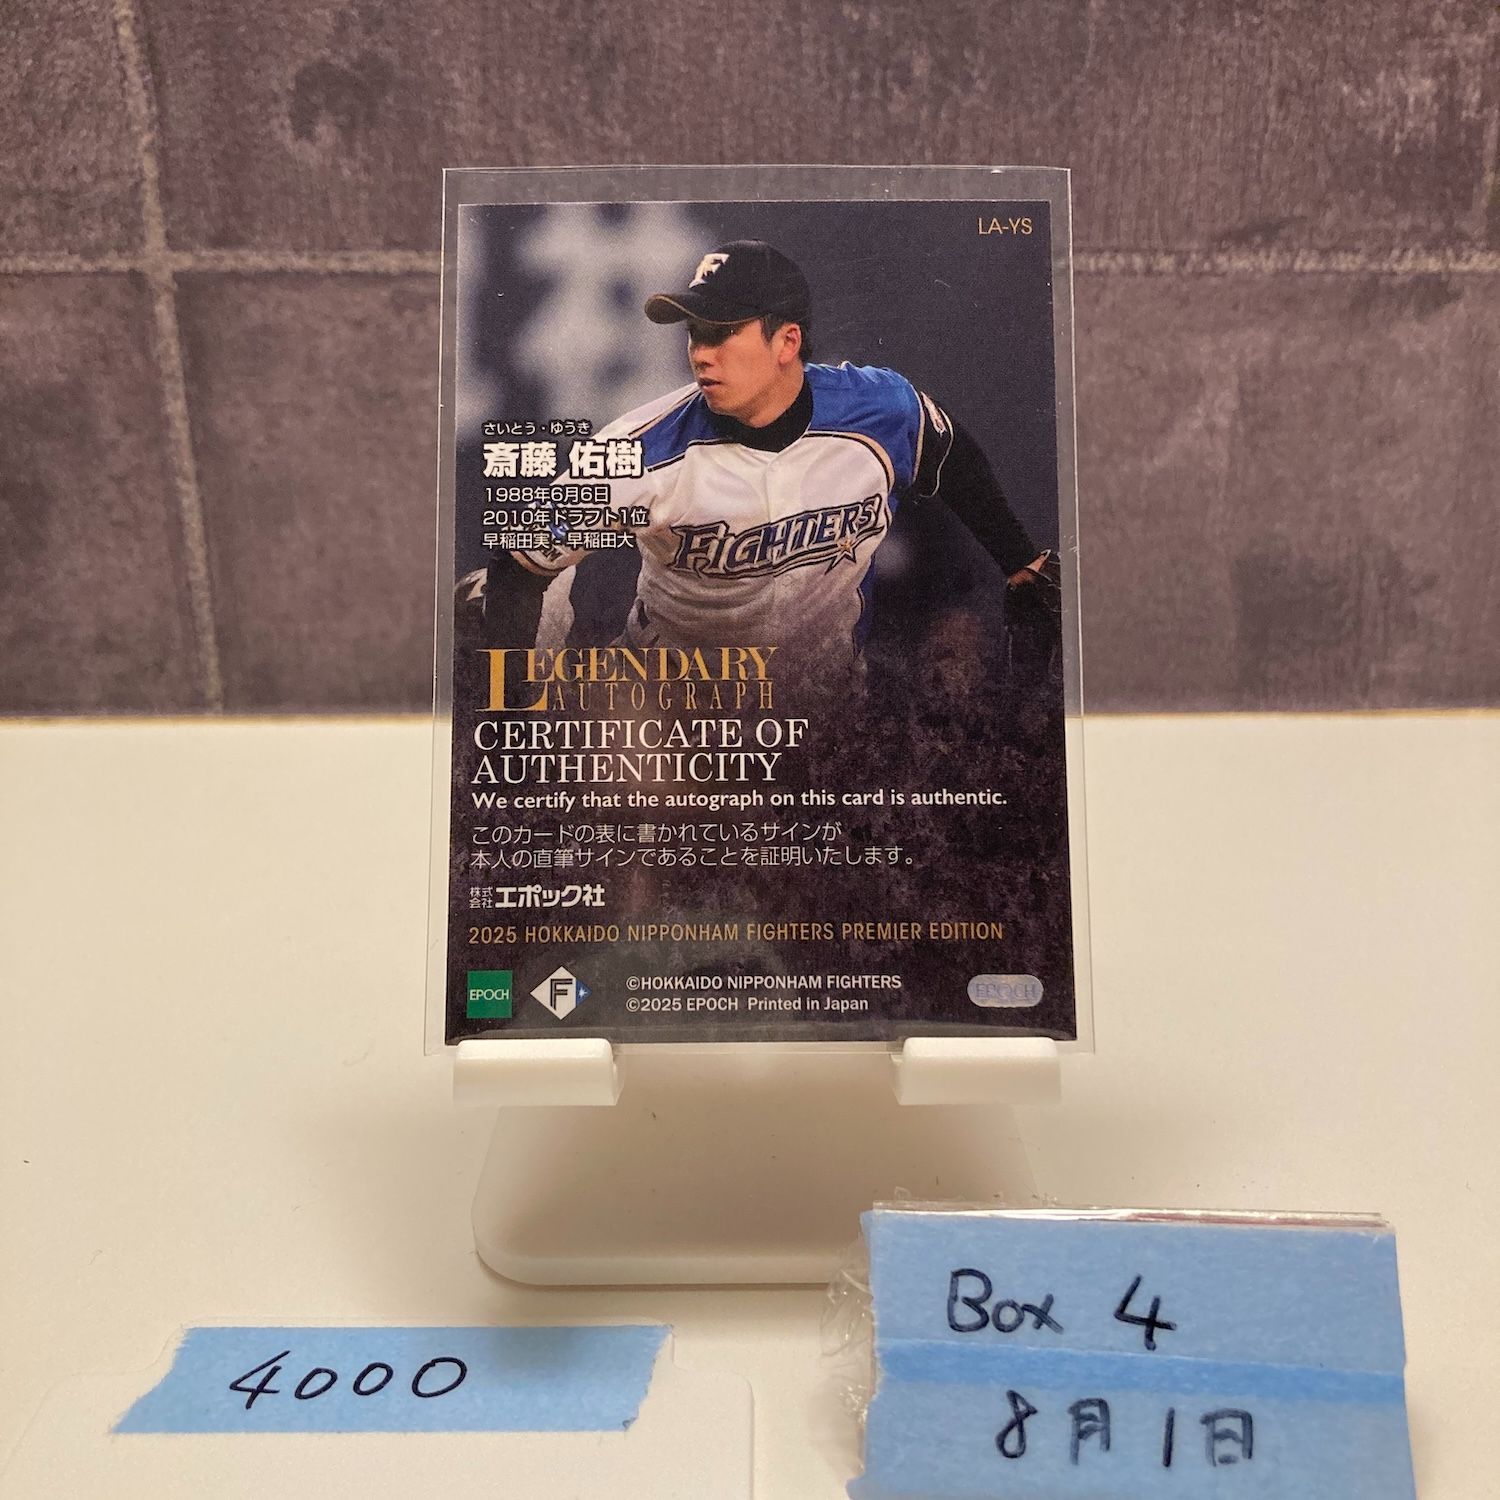 LA-YS
F
さいとう・ゆうき
斎藤 佑樹
1988年6月6日
2010年ドラフト1位
早稲田実 - 早稲田大
FIGHTERS
LEGENDARY
AUTOGRAPH
CERTIFICATE OF
AUTHENTICITY
We certify that the autograph on this card is authentic.
このカードの表に書かれているサインが
本人の直筆サインであることを証明いたします。
株式会社エポック社
2025 HOKKAIDO NIPPONHAM FIGHTERS PREMIER EDITION
EPOCH
F
©HOKKAIDO NIPPONHAM FIGHTERS
©2025 EPOCH Printed in Japan
EPOCH
4000
Box 4
8月1日